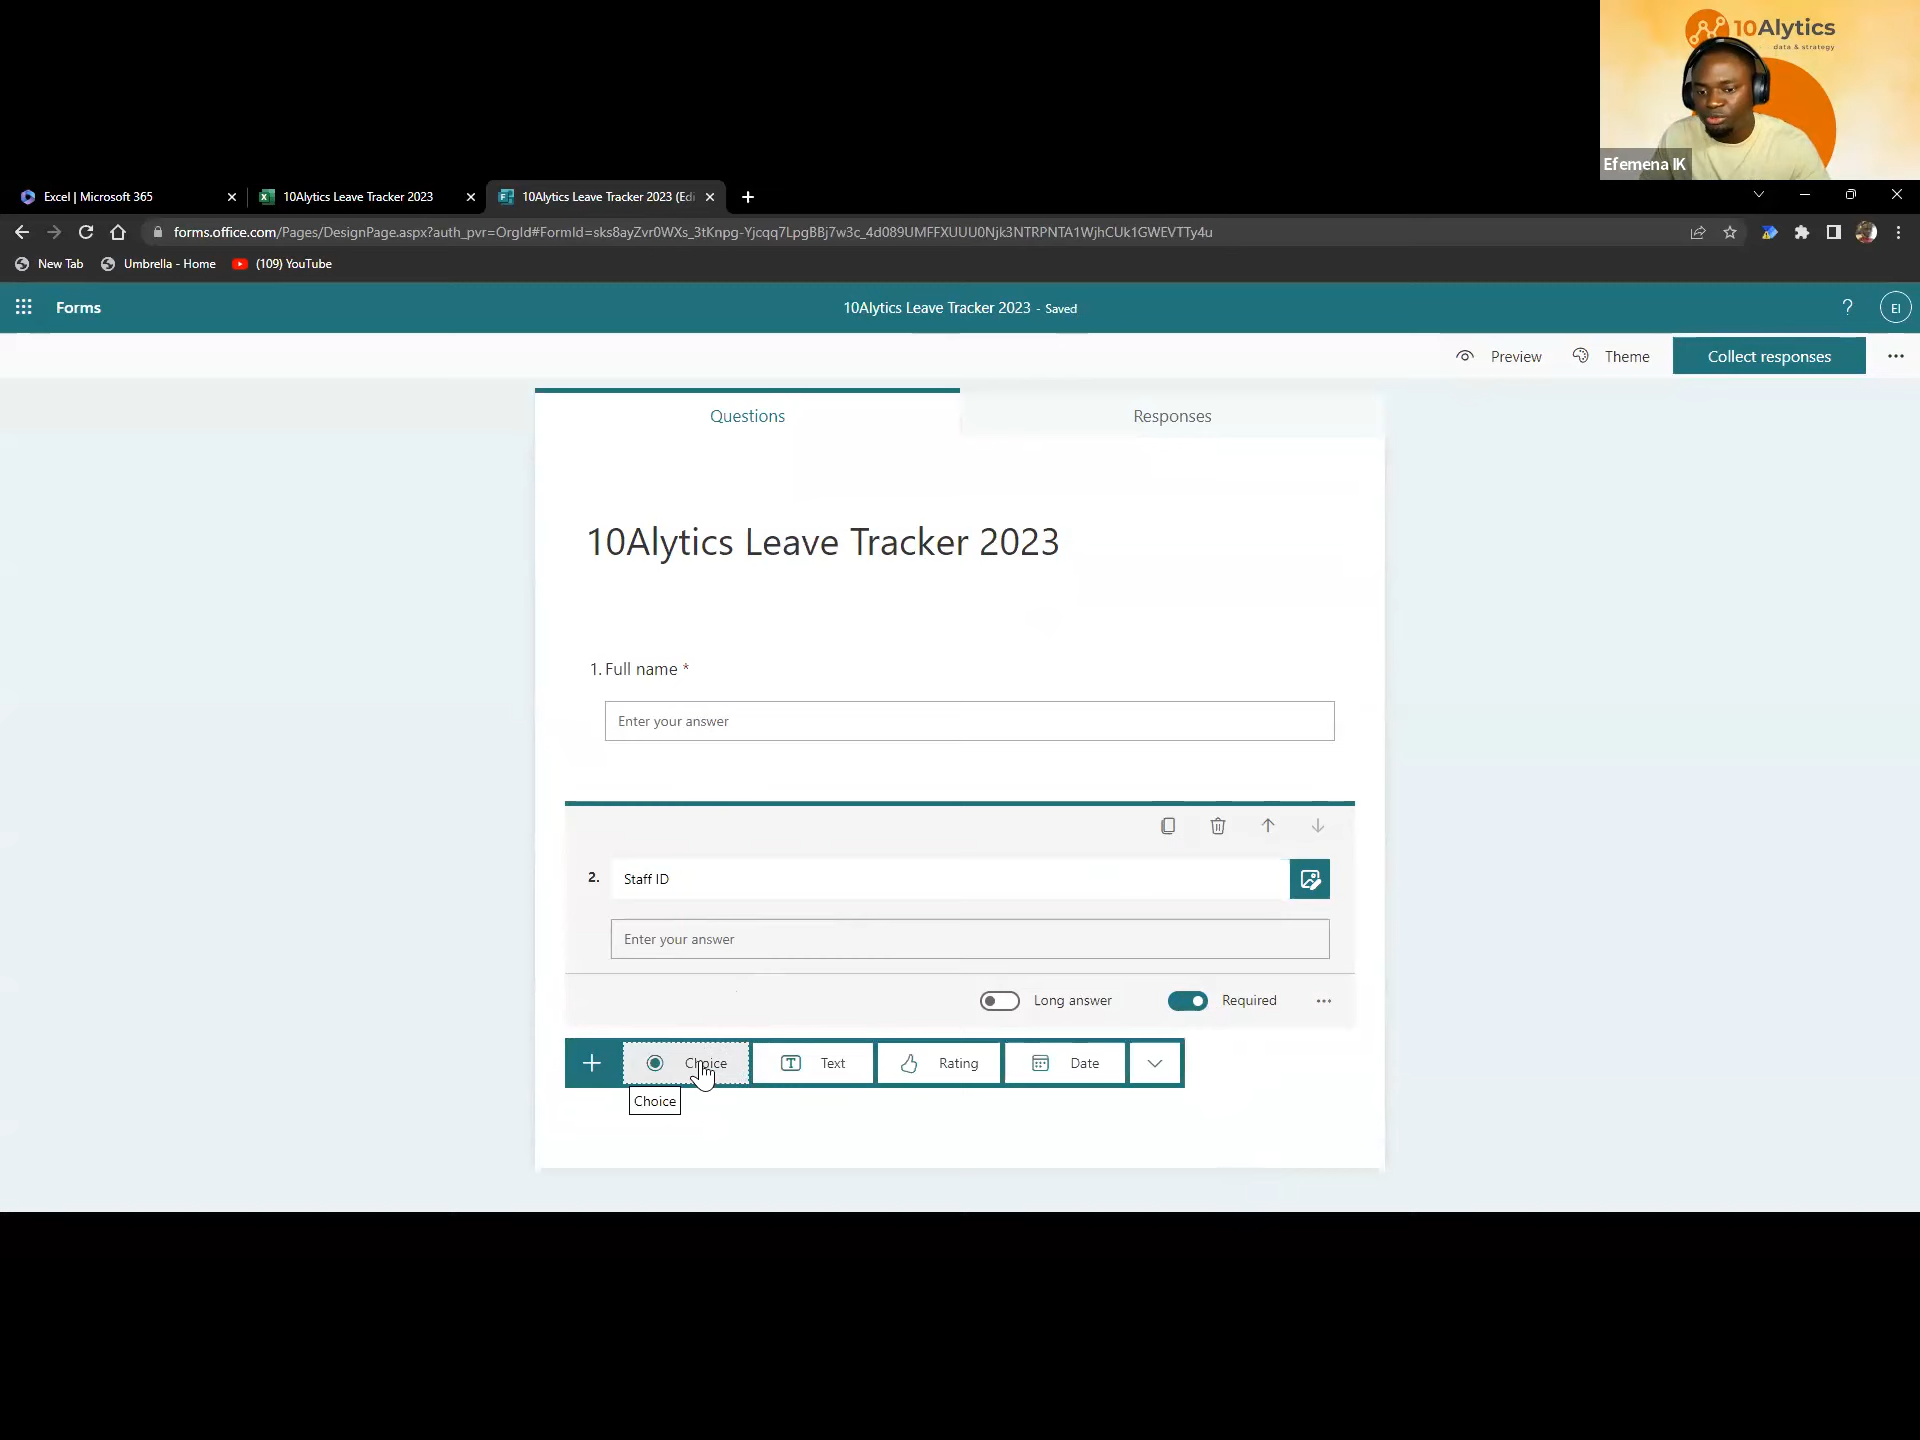 10Alytics
data & strategy
Efemena IK
Excel | Microsoft 365
10Alytics Leave Tracker 2023
10Alytics Leave Tracker 2023 (Edi
forms.office.com/Pages/DesignPage.aspx?auth_pvr=OrgId#FormId=sks8ayZvr0WXs_3tKnpg-Yjcqq7LpgBBj7w3c_4d089UMFFXUUU0Njk3NTRPNTA1WjhCUk1GWEVTTy4u
New Tab
Umbrella - Home
(109) YouTube
Forms
10Alytics Leave Tracker 2023 - Saved
?
EI
Preview
Theme
Collect responses
Questions
Responses
10Alytics Leave Tracker 2023
1. Full name *
Enter your answer
2. Staff ID
Enter your answer
Long answer
Required
Choice
Text
Rating
Date
Choice